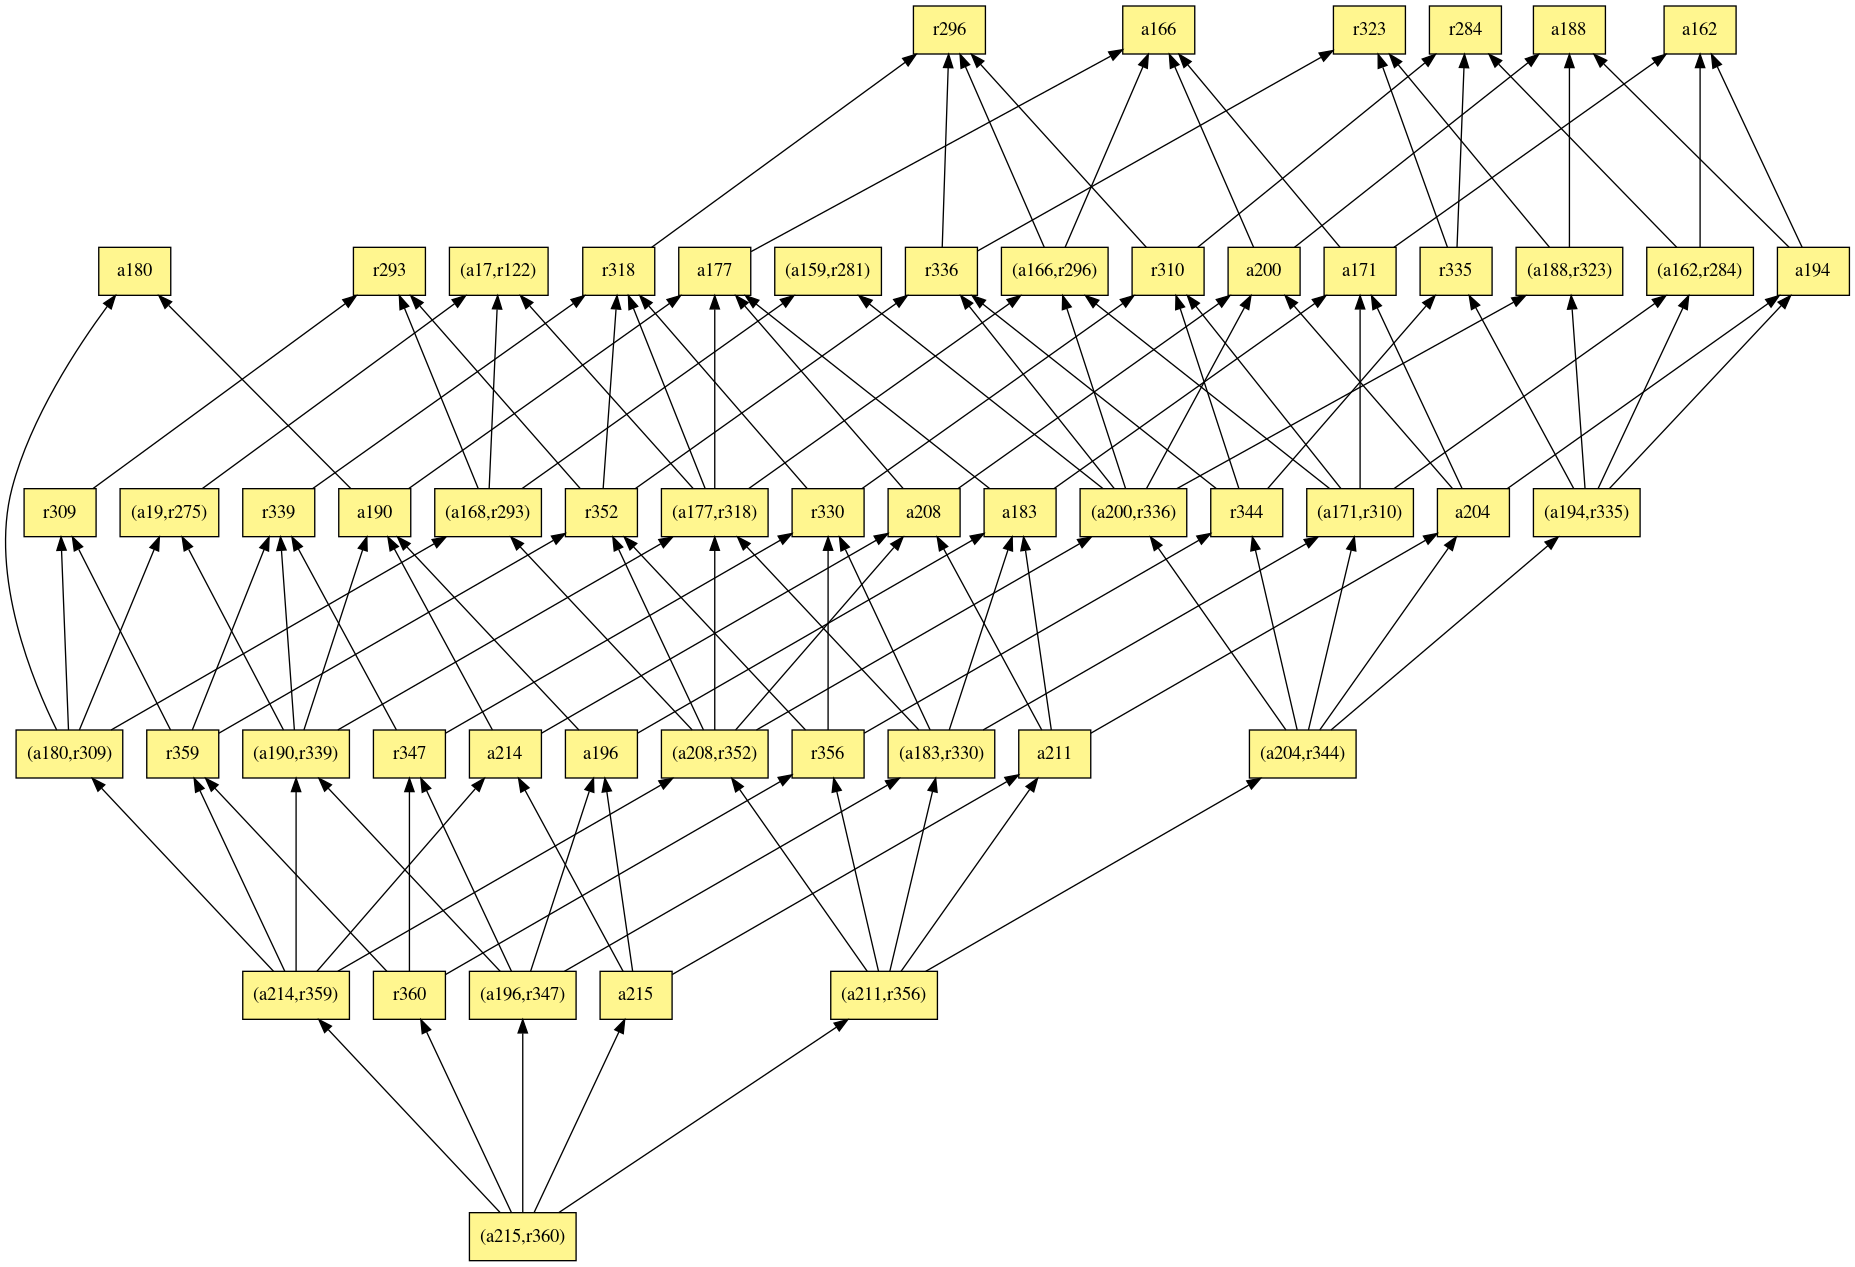 r296
a166
r323
r284
a188
a162
a180
r293
(a17,r122)
r318
a177
(a159,r281)
r336
(a166,r296)
r310
a200
a171
r335
(a188,r323)
(a162,r284)
a194
r309
(a19,r275)
r339
a190
(a168,r293)
r352
(a177,r318)
r330
a208
a183
(a200,r336)
r344
(a171,r310)
a204
(a194,r335)
(a180,r309)
r359
(a190,r339)
r347
a214
a196
(a208,r352)
r356
(a183,r330)
a211
(a204,r344)
(a214,r359)
r360
(a196,r347)
a215
(a211,r356)
(a215,r360)